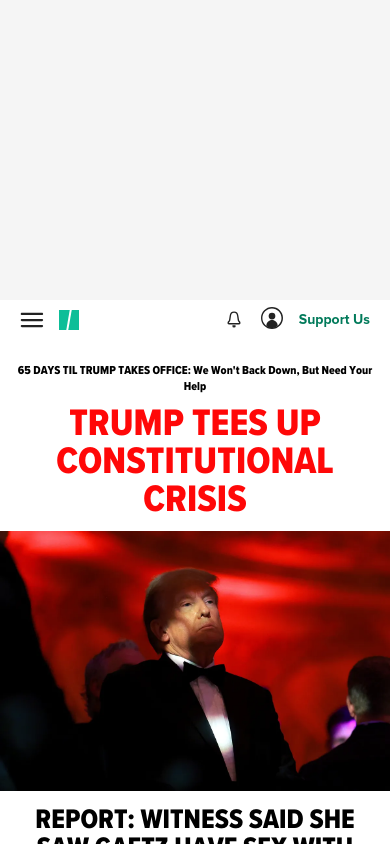 Support Us
65 DAYS TIL TRUMP TAKES OFFICE: We Won't Back Down, But Need Your
Help
TRUMP TEES UP
CONSTITUTIONAL
CRISIS
REPORT: WITNESS SAID SHE
SAW GAETZ HAVE SEX WITH